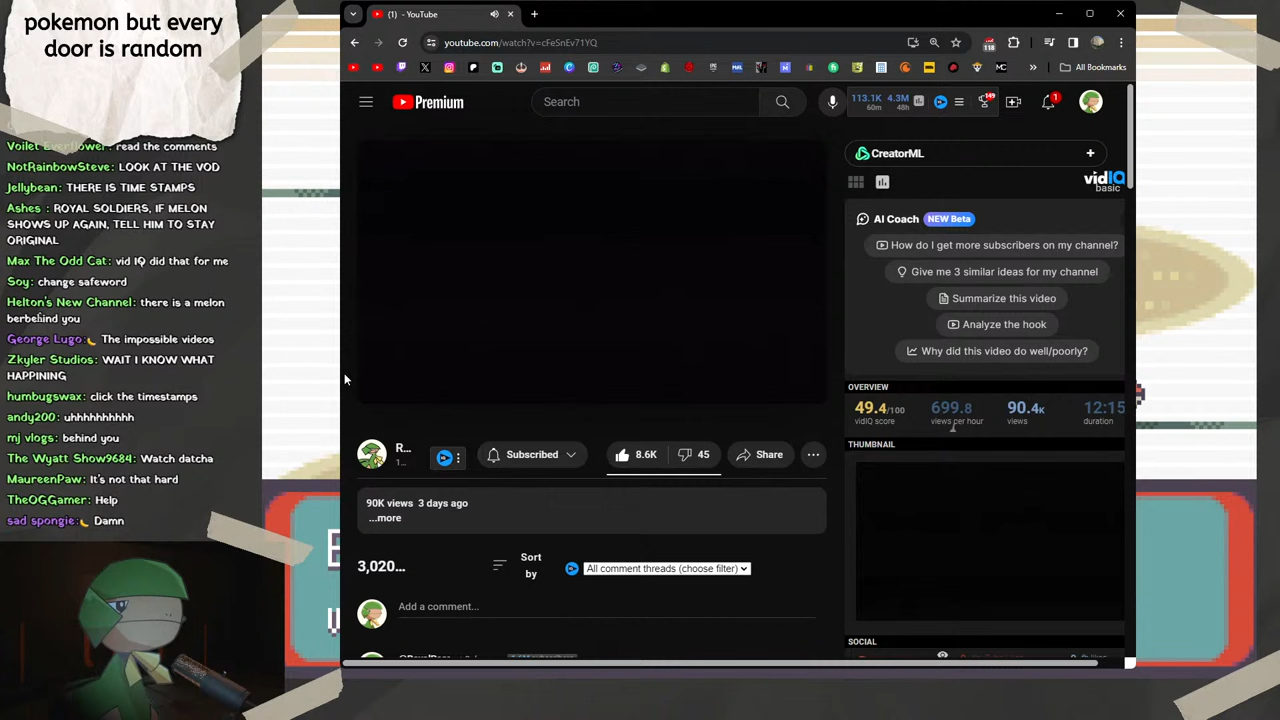 pokemon but every
door is random
Voilet Everflower: read the comments
NotRainbowSteve: LOOK AT THE VOD
Jellybean: THERE IS TIME STAMPS
Ashes : ROYAL SOLDIERS, IF MELON
SHOWS UP AGAIN, TELL HIM TO STAY
ORIGINAL
Max The Odd Cat: vid IQ did that for me
Soy: change safeword
Helton's New Channel: there is a melon
berbehind you
George Lugo: The impossible videos
Zkyler Studios: WAIT I KNOW WHAT
HAPPINING
humbugswax: click the timestamps
andy200: uhhhhhhhhh
mj vlogs: behind you
The Wyatt Show9684: Watch datcha
MaureenPaw: It's not that hard
TheOGGamer: Help
sad spongie: Damn
(1) - YouTube
youtube.com/watch?v=cFeSnEv71YQ
118
All Bookmarks
Premium
Search
113.1K 4.3M
60m 48h
149
1
CreatorML
vidIQ
basic
AI Coach NEW Beta
How do I get more subscribers on my channel?
Give me 3 similar ideas for my channel
Summarize this video
Analyze the hook
Why did this video do well/poorly?
OVERVIEW
49.4/100 699.8 90.4K 12:15
vidIQ score views per hour views duration
THUMBNAIL
SOCIAL
R...
1...
Subscribed
8.6K
45
Share
90K views 3 days ago
...more
3,020...
Sort
by
All comment threads (choose filter)
Add a comment...